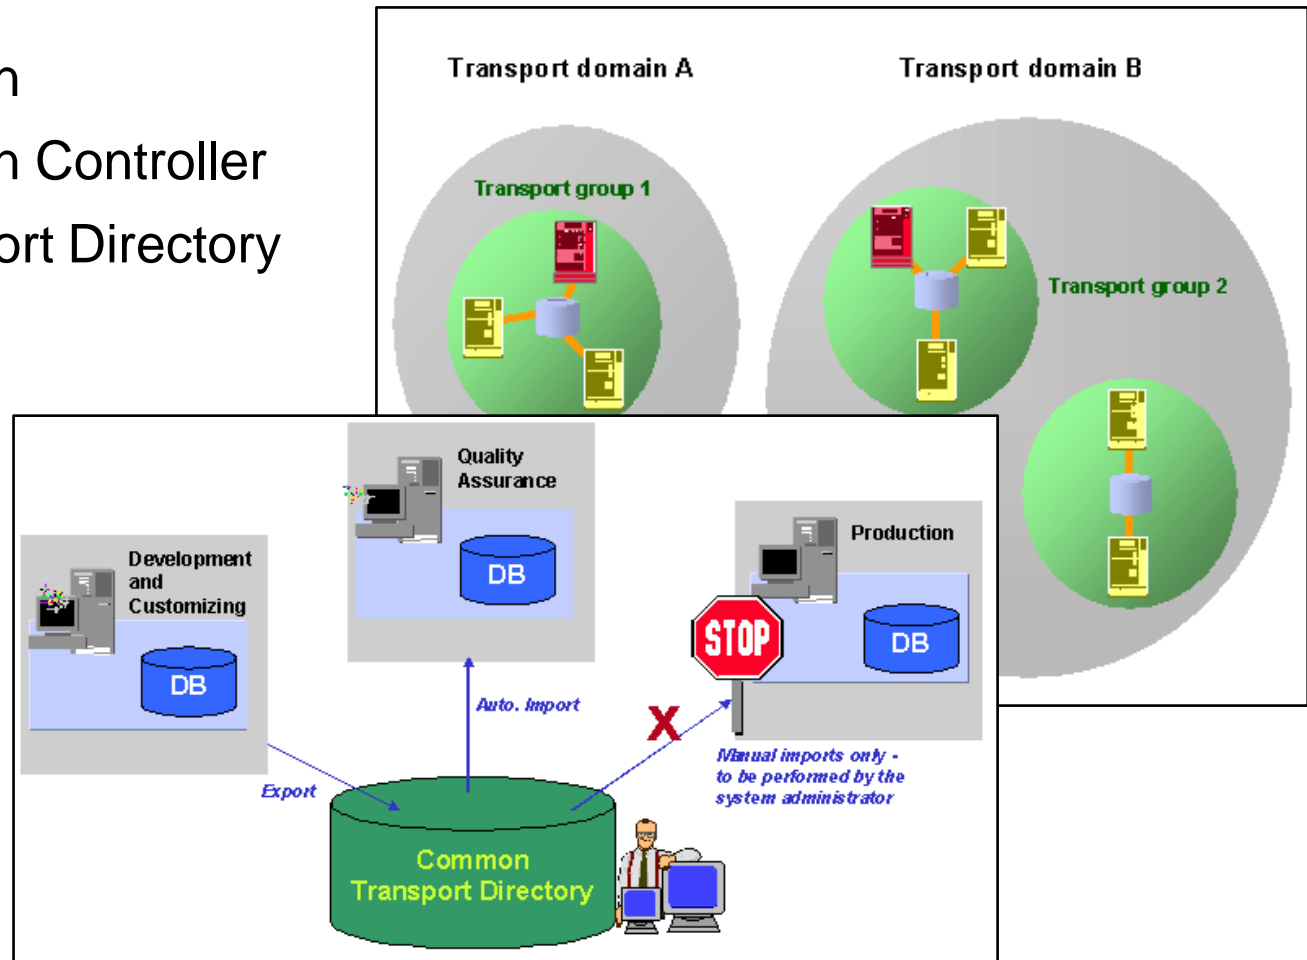 n
n Controller
ort Directory
Transport domain A
Transport domain B
Transport group 1
Transport group 2
Quality
Assurance
DB
Development
and
Customizing
DB
Production
STOP
DB
Auto. Import
X
Export
Manual imports only -
to be performed by the
system administrator
Common
Transport Directory